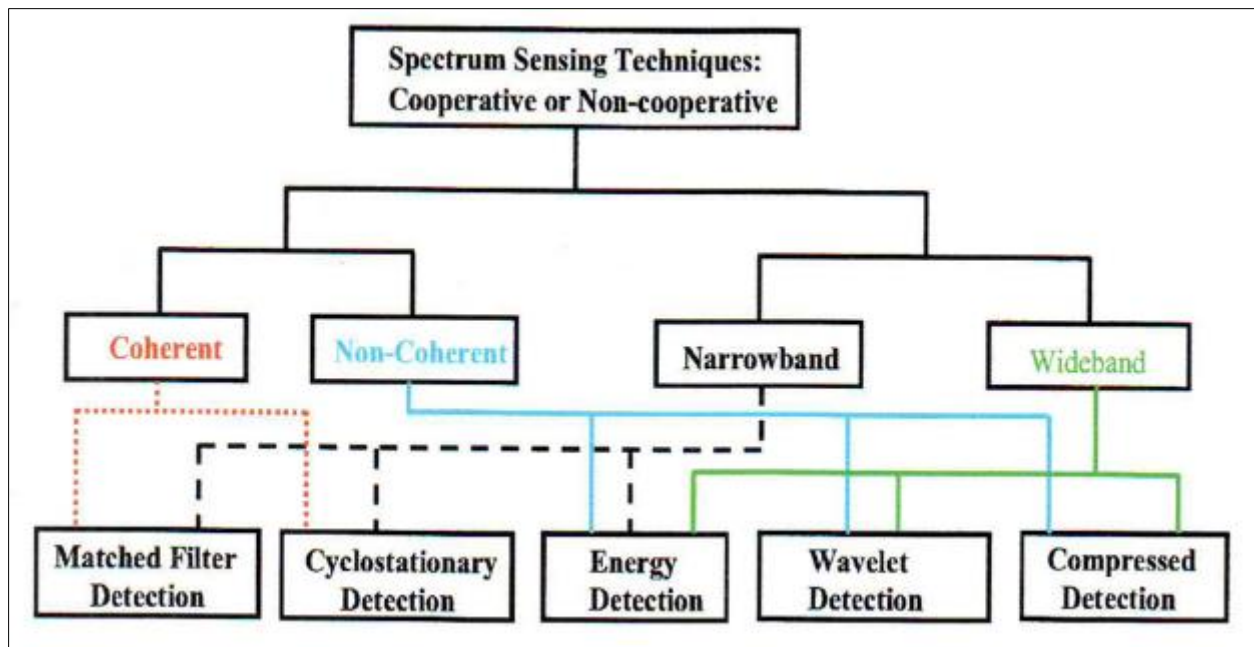 Spectrum Sensing Techniques:
Cooperative or Non-cooperative
Coherent
Non-Coherent
Narrowband
Wideband
Matched Filter
Detection
Cyclostationary
Detection
Energy
Detection
Wavelet
Detection
Compressed
Detection